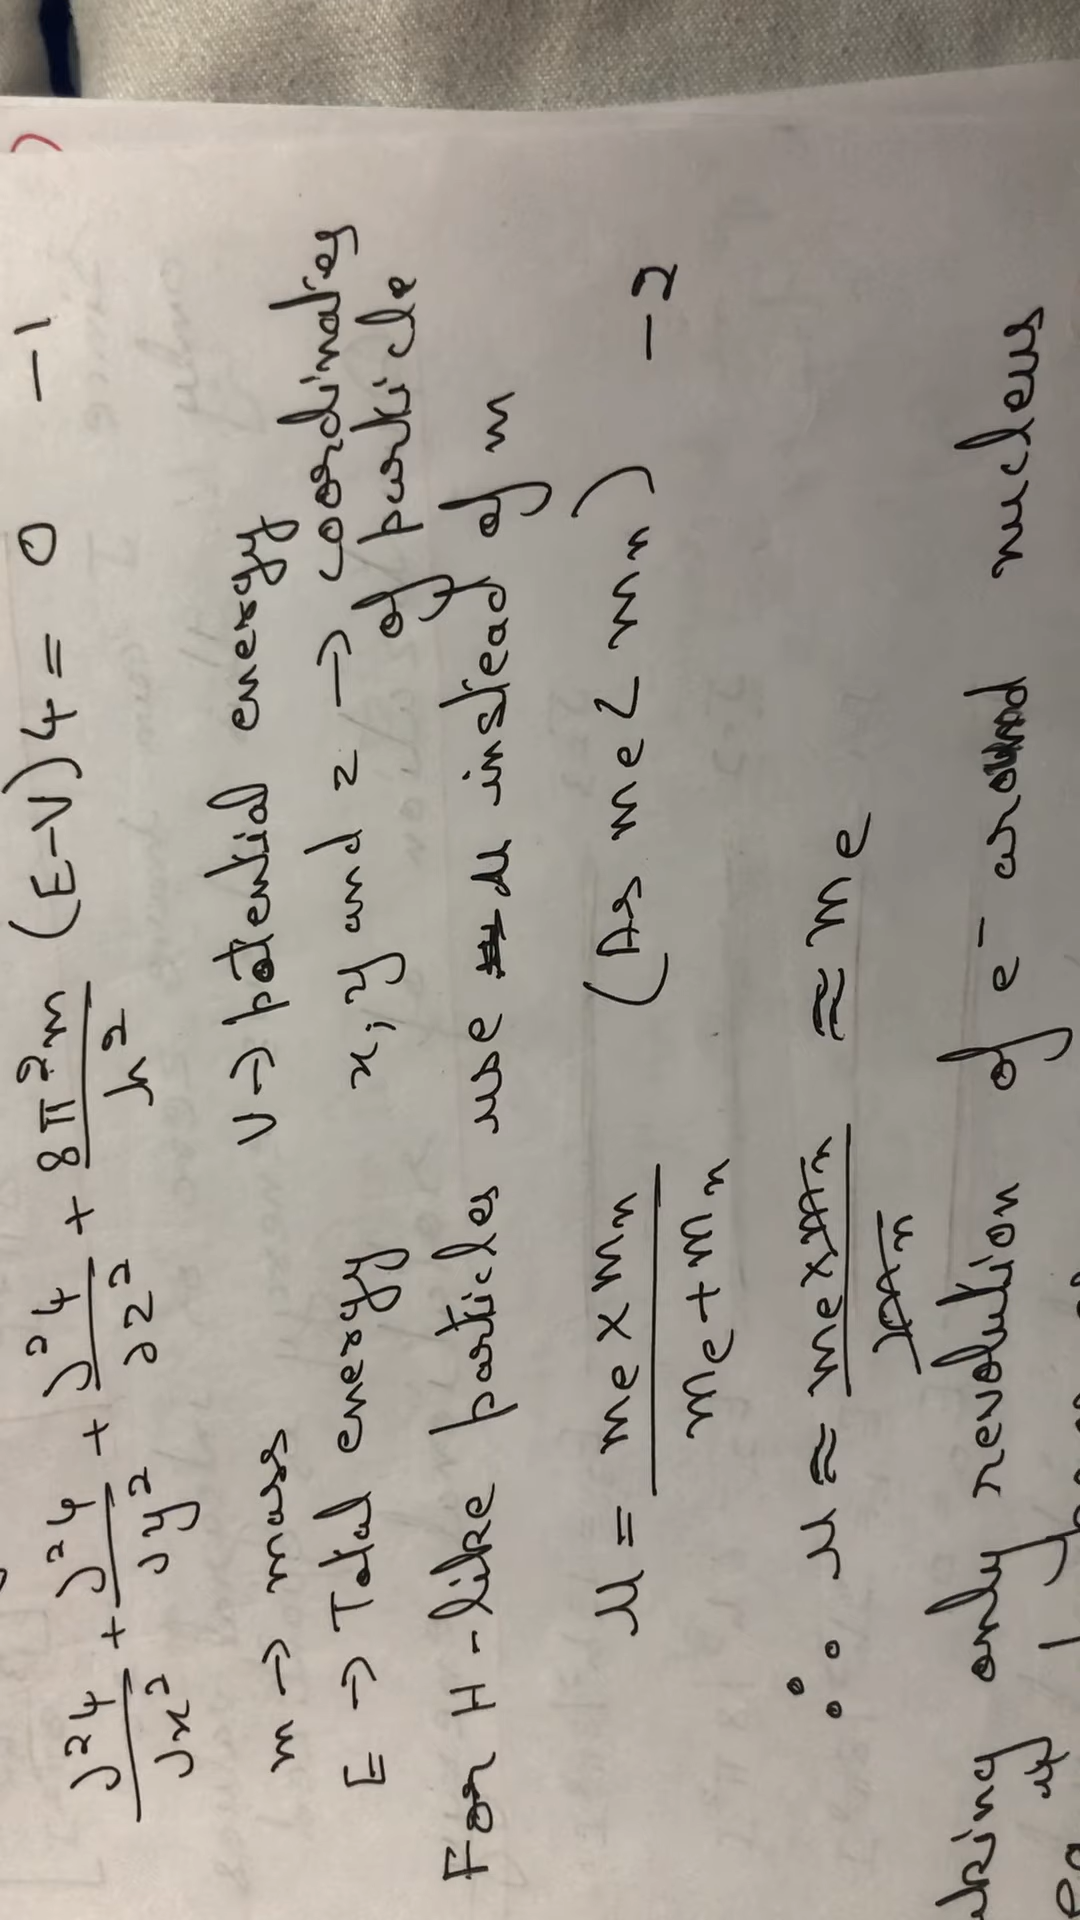 ∂²ψ/∂x² + ∂²ψ/∂y² + ∂²ψ/∂z² + 8π²m/h² (E-V)ψ = 0 -1
m → mass V → potential energy
E → Total energy x, y and z → coordinates of particle
For H-like particles use μ instead of m
μ = me × mn / me + mn (As me < mn) -2
∴ μ ≈ me × mn / mn ≈ me
only revolution of e⁻ around nucleus